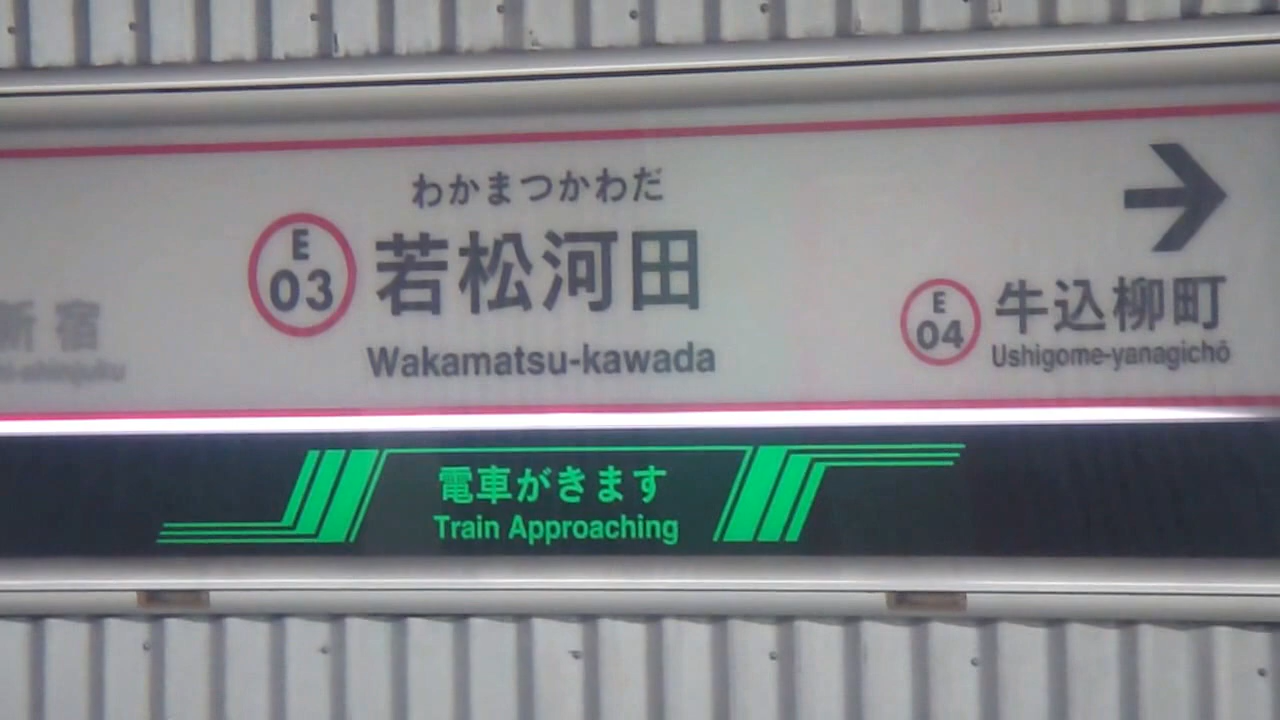 わかまつかわだ
E
03
若松河田
Wakamatsu-kawada
新宿
E
04
牛込柳町
Ushigome-yanagichō
電車がきます
Train Approaching